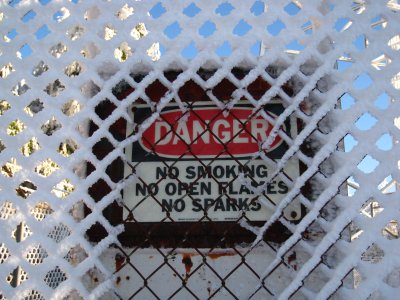 DANGER
NO SMOKING
NO OPEN FLAMES
NO SPARKS